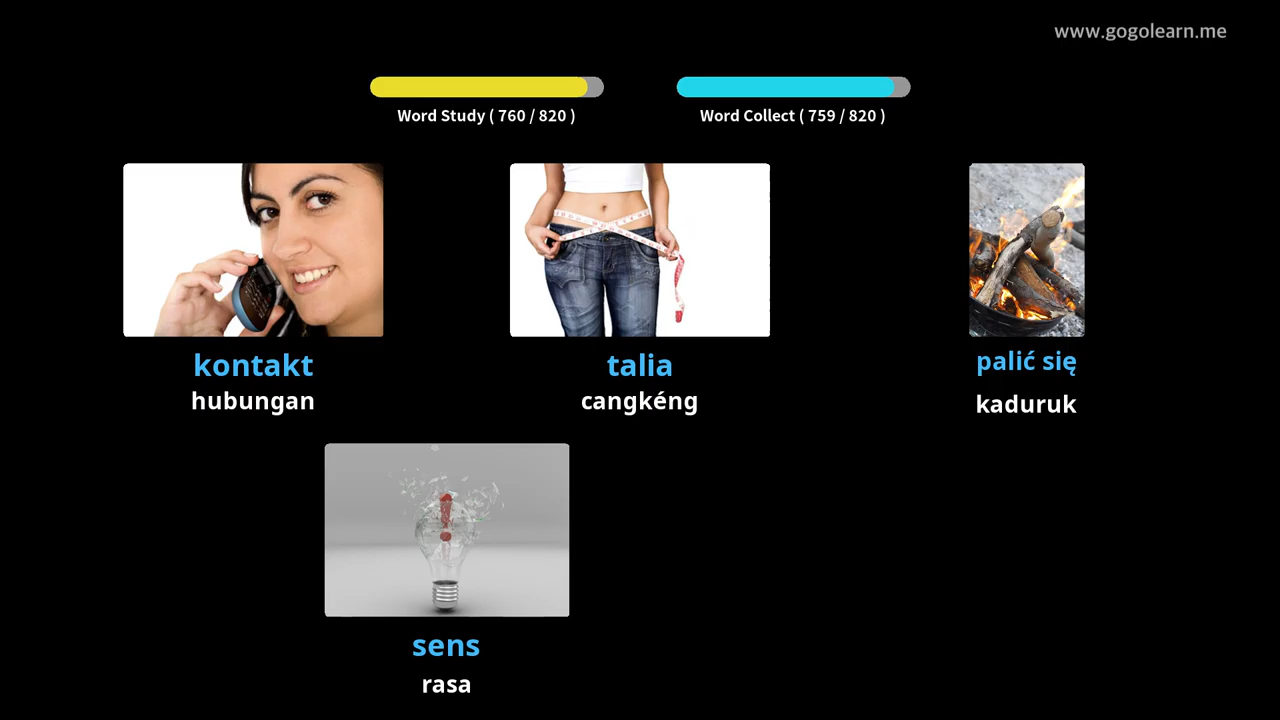 www.gogolearn.me
Word Study ( 760 / 820 )
Word Collect ( 759 / 820 )
kontakt
hubungan
talia
cangkéng
palić się
kaduruk
sens
rasa